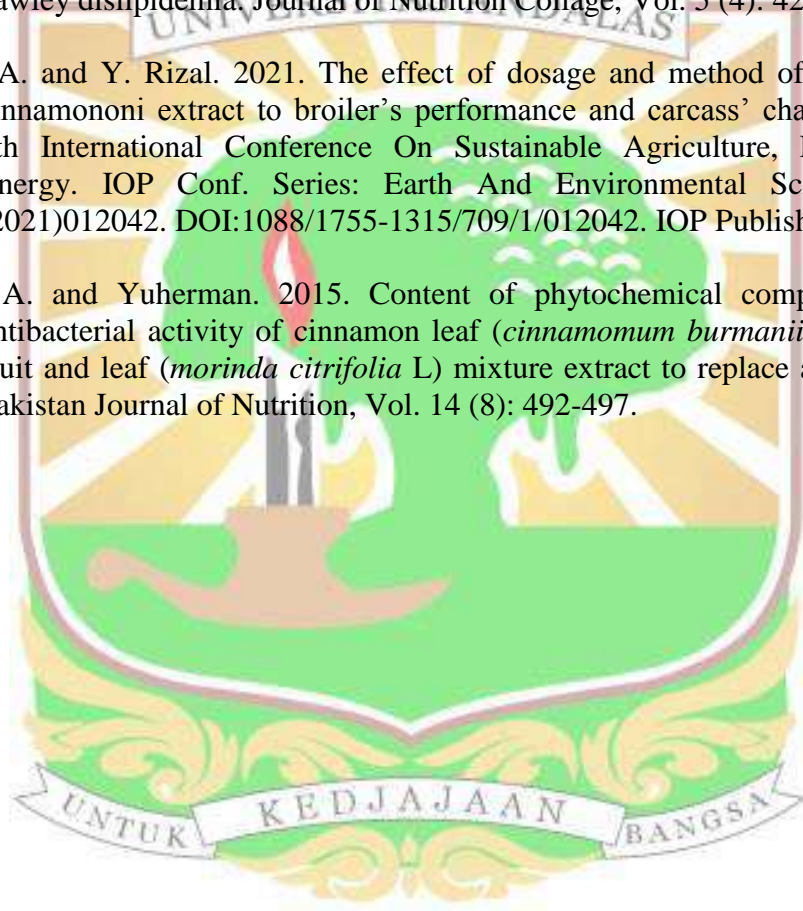 awley dislipidemia. Journal of Nutrition Collage, Vol. 5 (4): 42
UNIVERSITAS ANDALAS
A. and Y. Rizal. 2021. The effect of dosage and method of
nnamononi extract to broiler's performance and carcass' cha
th International Conference On Sustainable Agriculture,
nergy. IOP Conf. Series: Earth And Environmental Sc
2021)012042. DOI:1088/1755-1315/709/1/012042. IOP Publish
A. and Yuherman. 2015. Content of phytochemical comp
ntibacterial activity of cinnamon leaf (cinnamomum burmanii
uit and leaf (morinda citrifolia L) mixture extract to replace a
akistan Journal of Nutrition, Vol. 14 (8): 492-497.
UNTUK KEDJAJAAN BANGSA